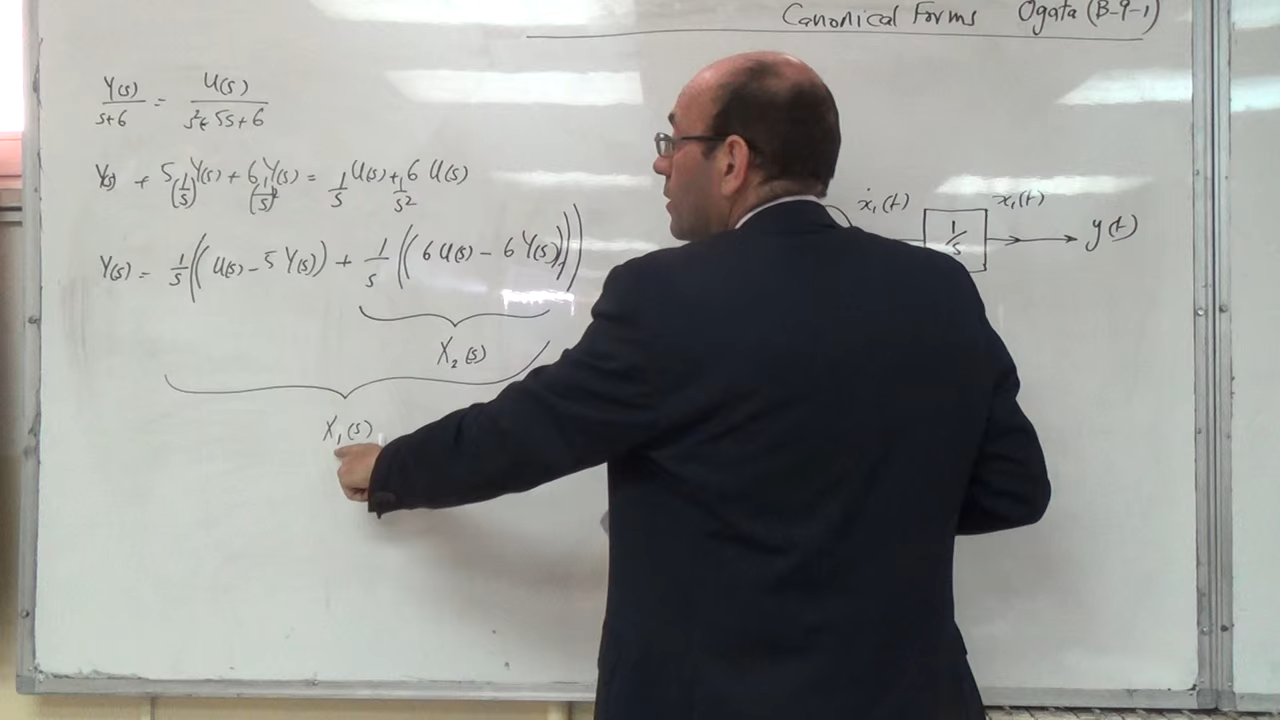 Canonical Forms Ogata (B-9-1)
Y(s)/(s+6) = U(s)/(s²+5s+6)
Y(s) + 5(1/s)Y(s) + 6(1/s)²Y(s) = 1/s U(s) + 1/s² 6 U(s)
Y(s) = 1/s((U(s) - 5Y(s)) + 1/s((6U(s) - 6Y(s))))
X₂(s)
X₁(s)
ẋ₁(t) 1/s x₁(t) y(t)